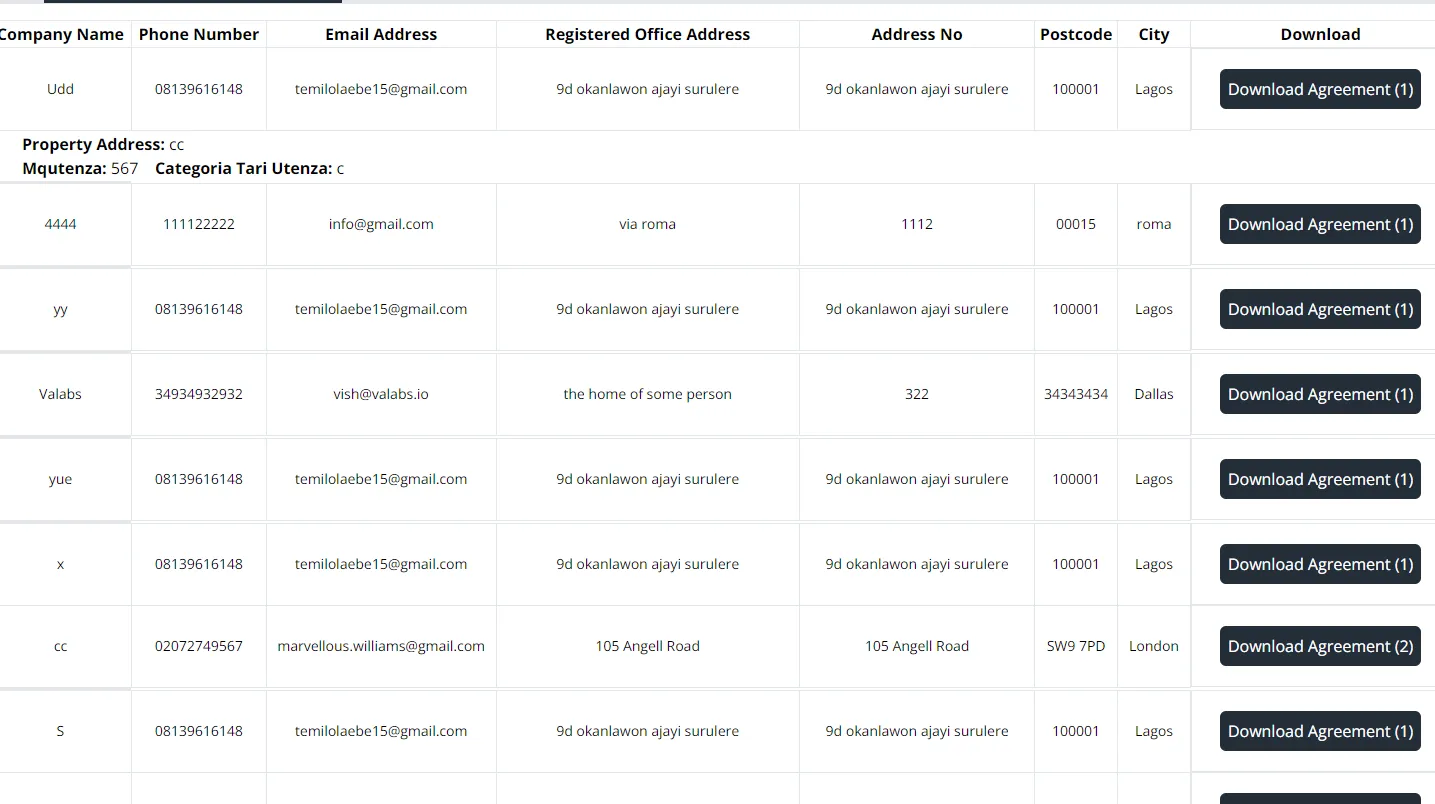 Company Name Phone Number Email Address Registered Office Address Address No Postcode City Download
Udd 08139616148 temilolaebe15@gmail.com 9d okanlawon ajayi surulere 9d okanlawon ajayi surulere 100001 Lagos Download Agreement (1)
Property Address: cc
Mqutenza: 567 Categoria Tari Utenza: c
4444 111122222 info@gmail.com via roma 1112 00015 roma Download Agreement (1)
yy 08139616148 temilolaebe15@gmail.com 9d okanlawon ajayi surulere 9d okanlawon ajayi surulere 100001 Lagos Download Agreement (1)
Valabs 34934932932 vish@valabs.io the home of some person 322 34343434 Dallas Download Agreement (1)
yue 08139616148 temilolaebe15@gmail.com 9d okanlawon ajayi surulere 9d okanlawon ajayi surulere 100001 Lagos Download Agreement (1)
x 08139616148 temilolaebe15@gmail.com 9d okanlawon ajayi surulere 9d okanlawon ajayi surulere 100001 Lagos Download Agreement (1)
cc 02072749567 marvellous.williams@gmail.com 105 Angell Road 105 Angell Road SW9 7PD London Download Agreement (2)
S 08139616148 temilolaebe15@gmail.com 9d okanlawon ajayi surulere 9d okanlawon ajayi surulere 100001 Lagos Download Agreement (1)